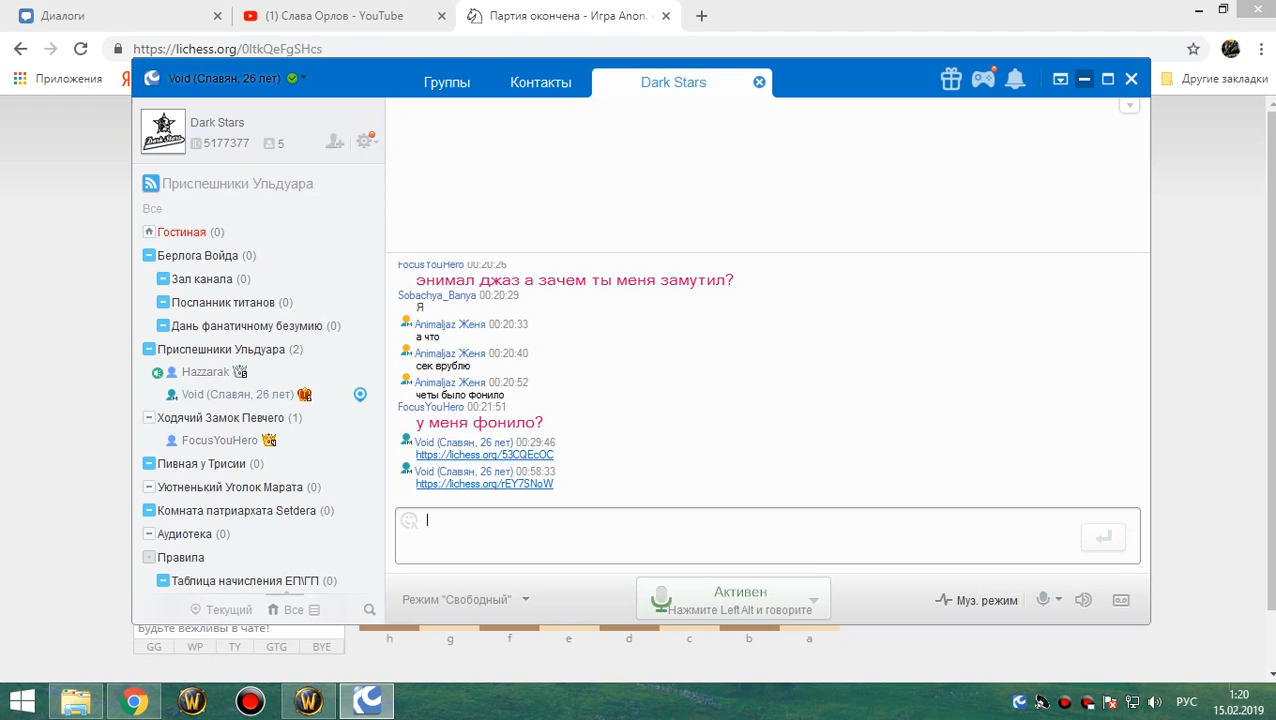 Диалоги
(1) Слава Орлов - YouTube
Партия окончена - Игра Anon.
https://lichess.org/0ltkQeFgSHcs
Приложения
Я
Другие закладки
Void (Славян, 26 лет)
Группы
Контакты
Dark Stars
Dark Stars
5177377
5
Приспешники Ульдуара
Все
Гостиная (0)
Берлога Войда (0)
Зал канала (0)
Посланник титанов (0)
Дань фанатичному безумию (0)
Приспешники Ульдуара (2)
Hazzarak
Void (Славян, 26 лет)
Ходячий Замок Певчего (1)
FocusYouHero
Пивная у Трисии (0)
Уютненький Уголок Марата (0)
Комната патриархата Setdera (0)
Аудиотека (0)
Правила
Таблица начисления ЕП\ГП (0)
Текущий
Все
FocusYouHero 00:20:26
энимал джаз а зачем ты меня замутил?
Sobachya_Banya 00:20:29
Я
Animaljaz Женя 00:20:33
а что
Animaljaz Женя 00:20:40
сек врублю
Animaljaz Женя 00:20:52
четы было фонило
FocusYouHero 00:21:51
у меня фонило?
Void (Славян, 26 лет) 00:29:46
https://lichess.org/53CQEcOC
Void (Славян, 26 лет) 00:58:33
https://lichess.org/rEY7SNoW
Режим "Свободный"
Активен
Нажмите Left Alt и говорите
Муз. режим
Будьте вежливы в чате!
GG WP TY GTG BYE
h g f e d c b a
РУС
1:20
15.02.2019